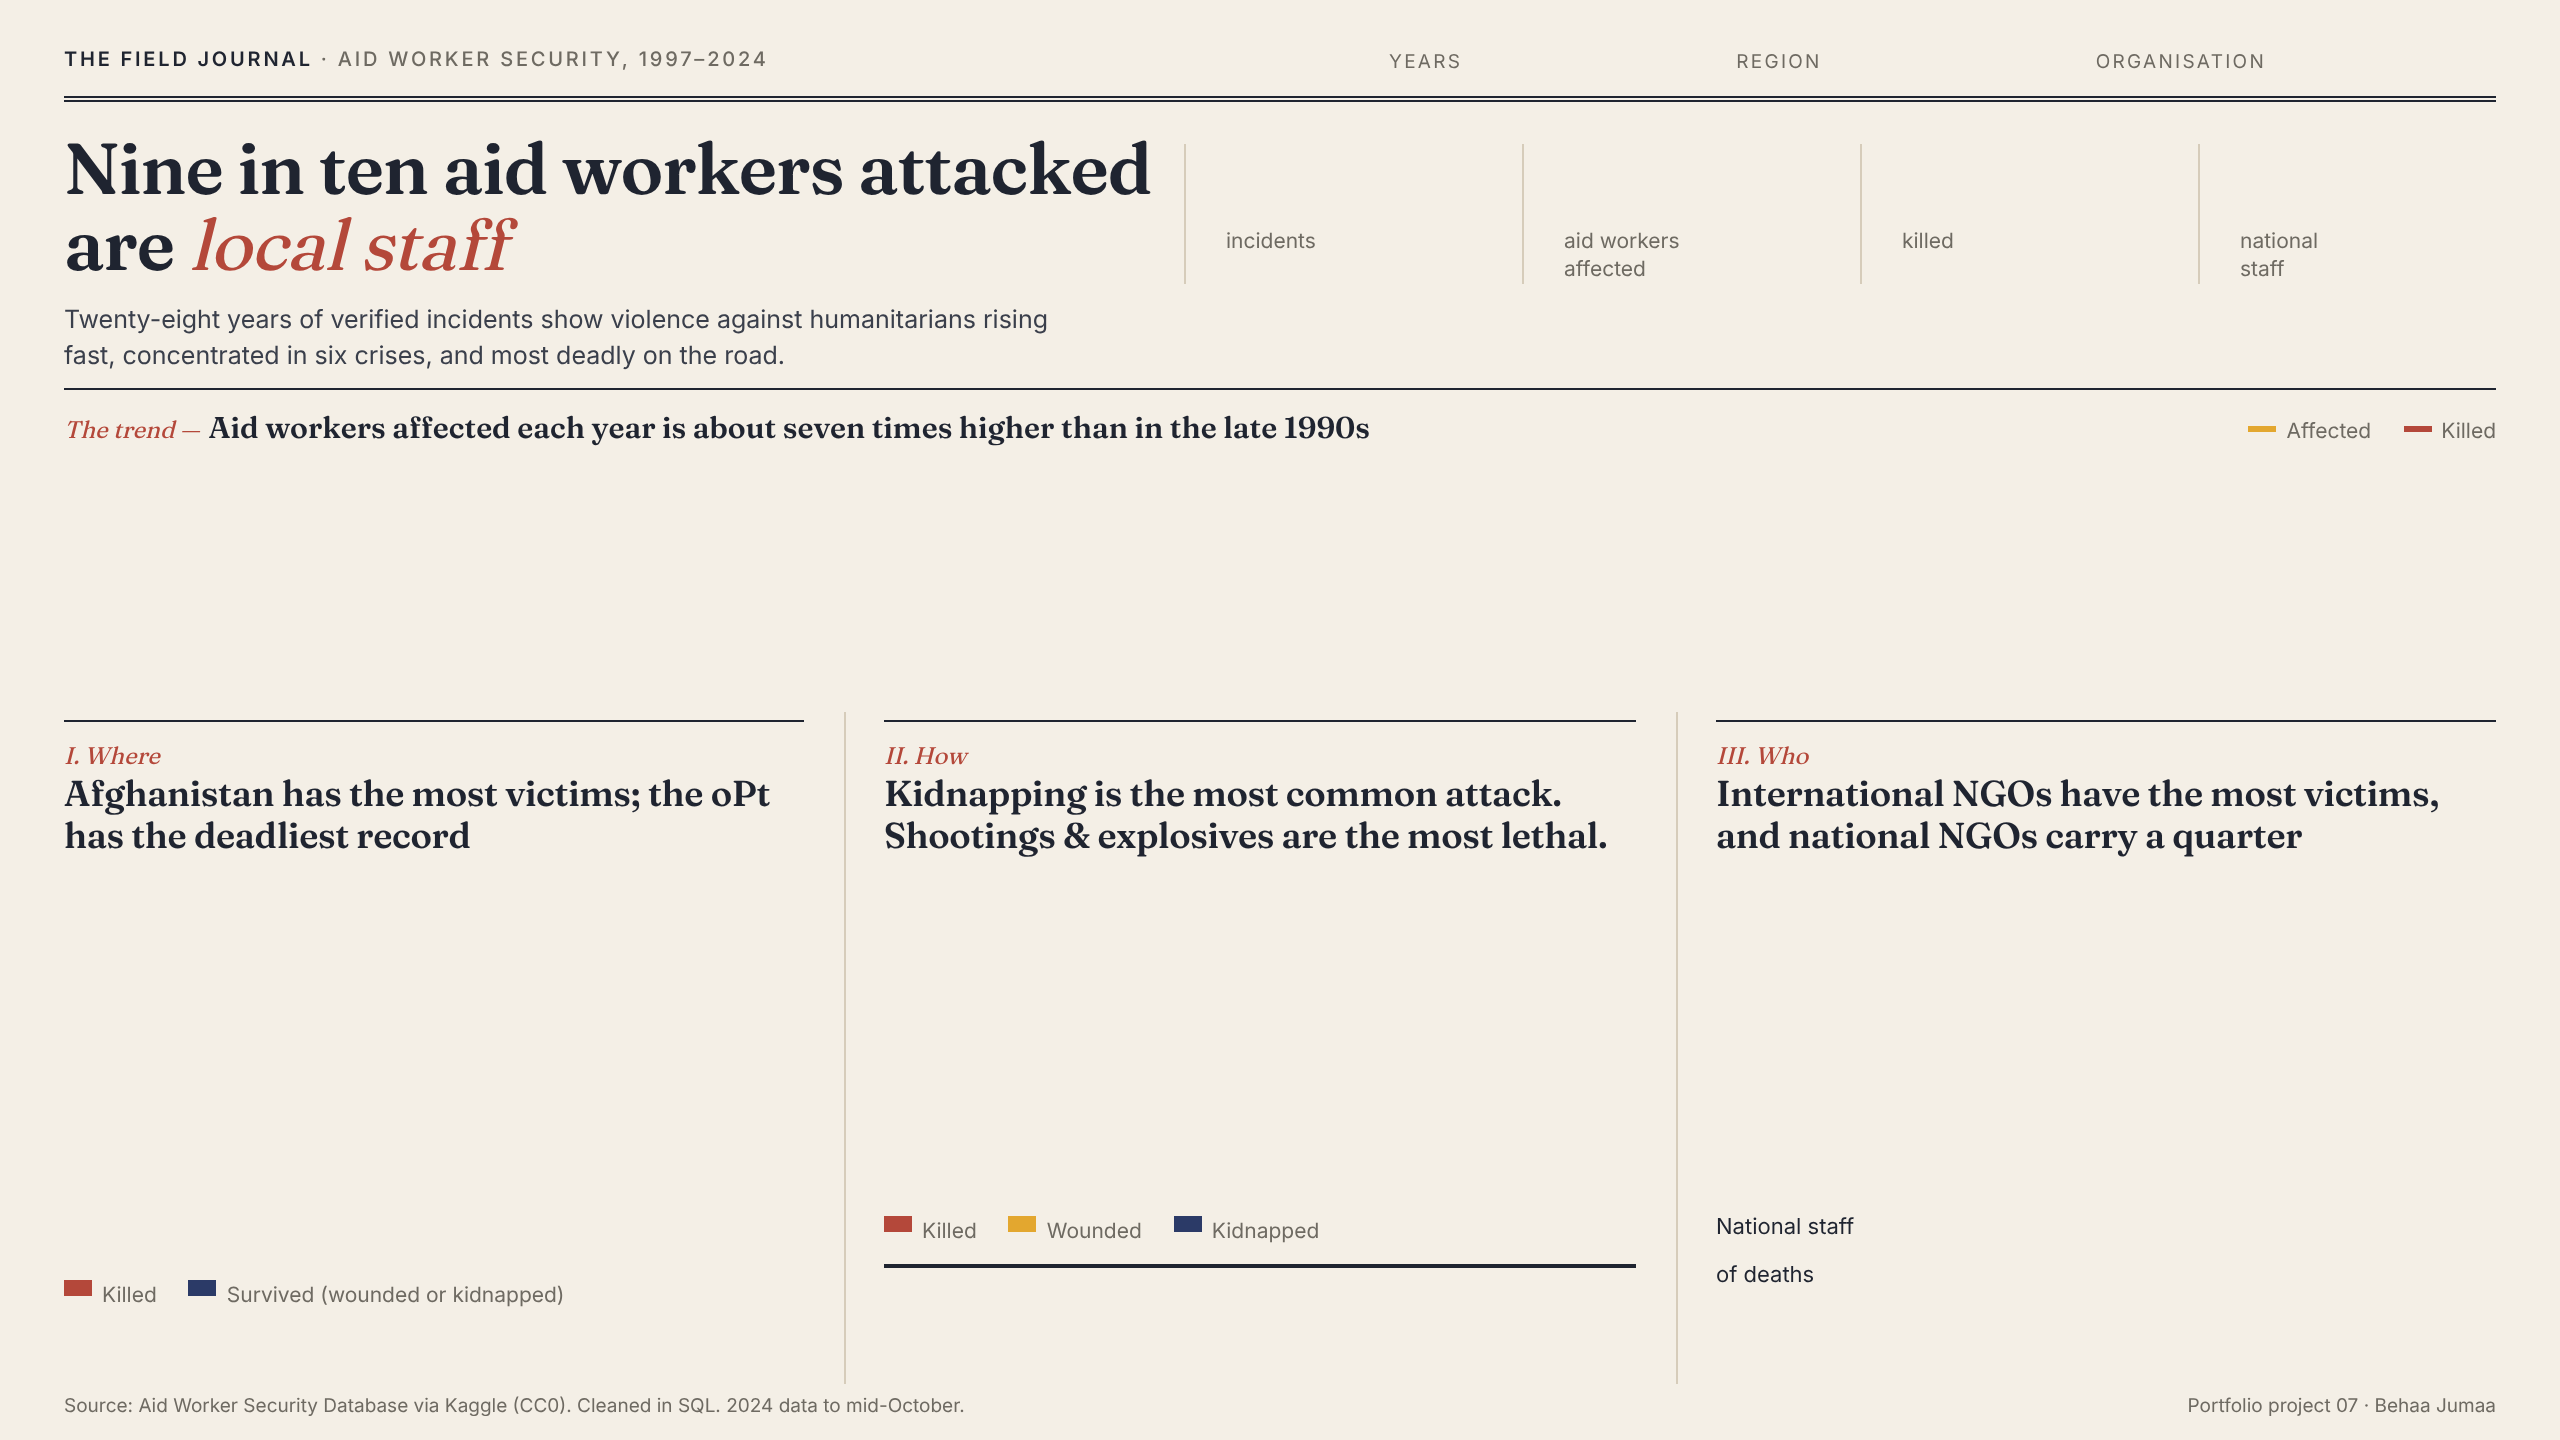 THE FIELD JOURNAL · AID WORKER SECURITY, 1997–2024
YEARS
REGION
ORGANISATION
Nine in ten aid workers attacked
are local staff
incidents
aid workers
affected
killed
national
staff
Twenty-eight years of verified incidents show violence against humanitarians rising
fast, concentrated in six crises, and most deadly on the road.
The trend — Aid workers affected each year is about seven times higher than in the late 1990s
Affected
Killed
I. Where
Afghanistan has the most victims; the oPt
has the deadliest record
Killed
Survived (wounded or kidnapped)
II. How
Kidnapping is the most common attack.
Shootings & explosives are the most lethal.
Killed
Wounded
Kidnapped
III. Who
International NGOs have the most victims,
and national NGOs carry a quarter
National staff
of deaths
Source: Aid Worker Security Database via Kaggle (CC0). Cleaned in SQL. 2024 data to mid-October.
Portfolio project 07 · Behaa Jumaa